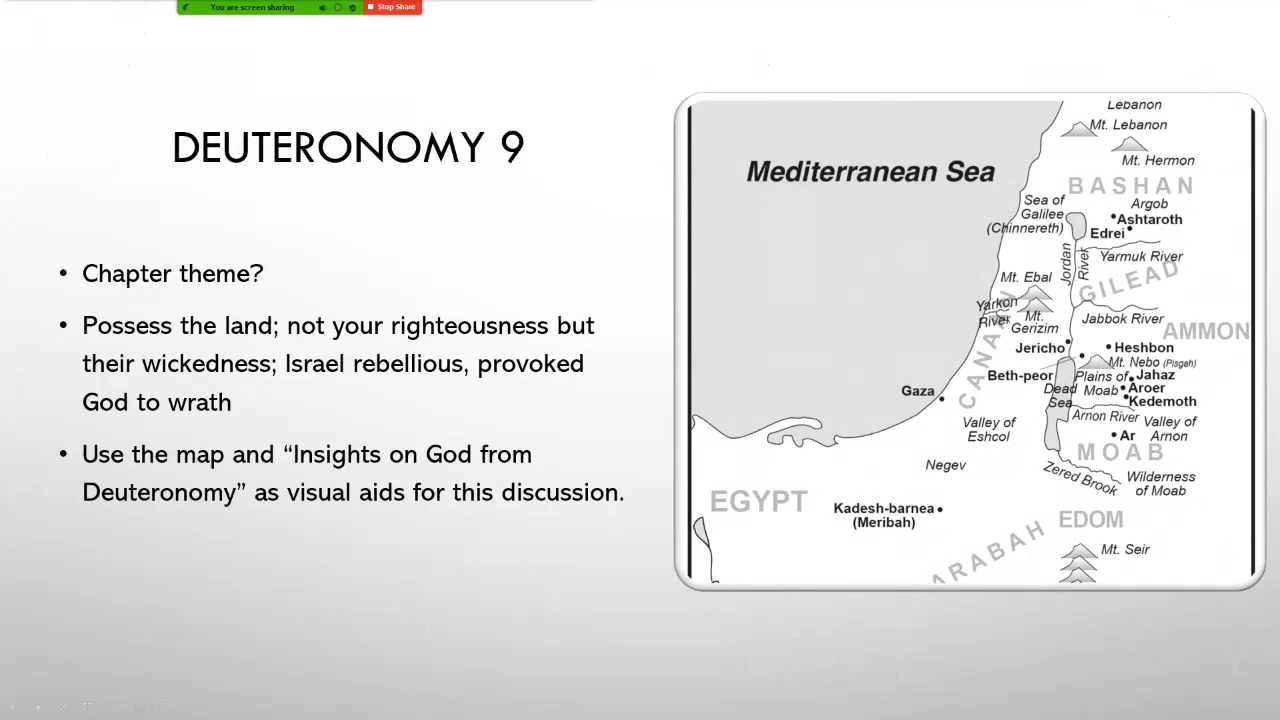 You are screen sharing
Stop Share
DEUTERONOMY 9
• Chapter theme?
• Possess the land; not your righteousness but
their wickedness; Israel rebellious, provoked
God to wrath
• Use the map and “Insights on God from
Deuteronomy” as visual aids for this discussion.
Lebanon
Mt. Lebanon
Mt. Hermon
Mediterranean Sea
BASHAN
Sea of
Galilee
(Chinnereth)
Argob
Ashtaroth
Edrei
Jordan
River
Yarmuk River
GILEAD
Mt. Ebal
Yarkon
River
Mt.
Gerizim
Jabbok River
AMMON
CANAAN
Jericho
Heshbon
Mt. Nebo (Pisgah)
Beth-peor
Plains of
Moab
Jahaz
Dead
Sea
Aroer
Kedemoth
Gaza
Arnon River
Valley of
Arnon
Valley of
Eshcol
Ar
MOAB
Negev
Zered Brook
Wilderness
of Moab
EGYPT
Kadesh-barnea
(Meribah)
EDOM
ARABAH
Mt. Seir